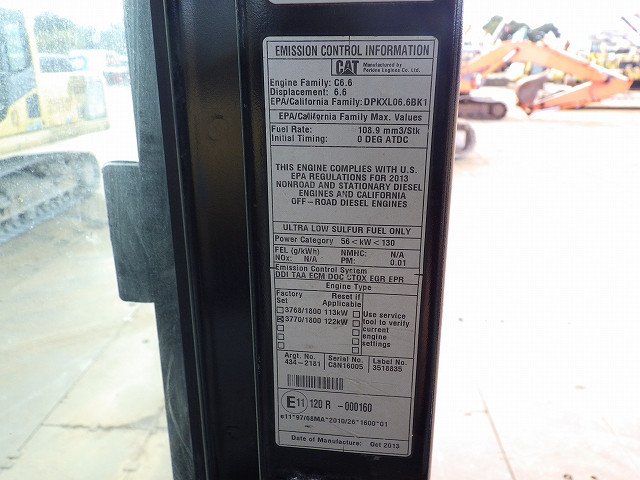 EMISSION CONTROL INFORMATION
CAT Manufactured by
Perkins Engines Co. Ltd.
Engine Family: C6.6
Displacement: 6.6
EPA/California Family: DPKXL06.6BK1
EPA/California Family Max. Values
Fuel Rate: 108.9 mm3/Stk
Initial Timing: 0 DEG ATDC
THIS ENGINE COMPLIES WITH U.S.
EPA REGULATIONS FOR 2013
NONROAD AND STATIONARY DIESEL
ENGINES AND CALIFORNIA
OFF-ROAD DIESEL ENGINES
ULTRA LOW SULFUR FUEL ONLY
Power Category 56<kW<130
FEL (g/kWh) NMHC: N/A
NOx: N/A PM: 0.01
Emission Control System
DDI TAA ECM DOC CTOX EGR EPR
Engine Type
Factory Set Reset if Applicable
3768/1800 113kW
3770/1800 122kW
Use service
tool to verify
current
engine
settings
Argt. No. Serial No. Label No.
434-2181 C8N16005 3518835
E11 120 R -000160
e11*97/68MA*2010/26*1600*01
Date of Manufacture: Oct 2013